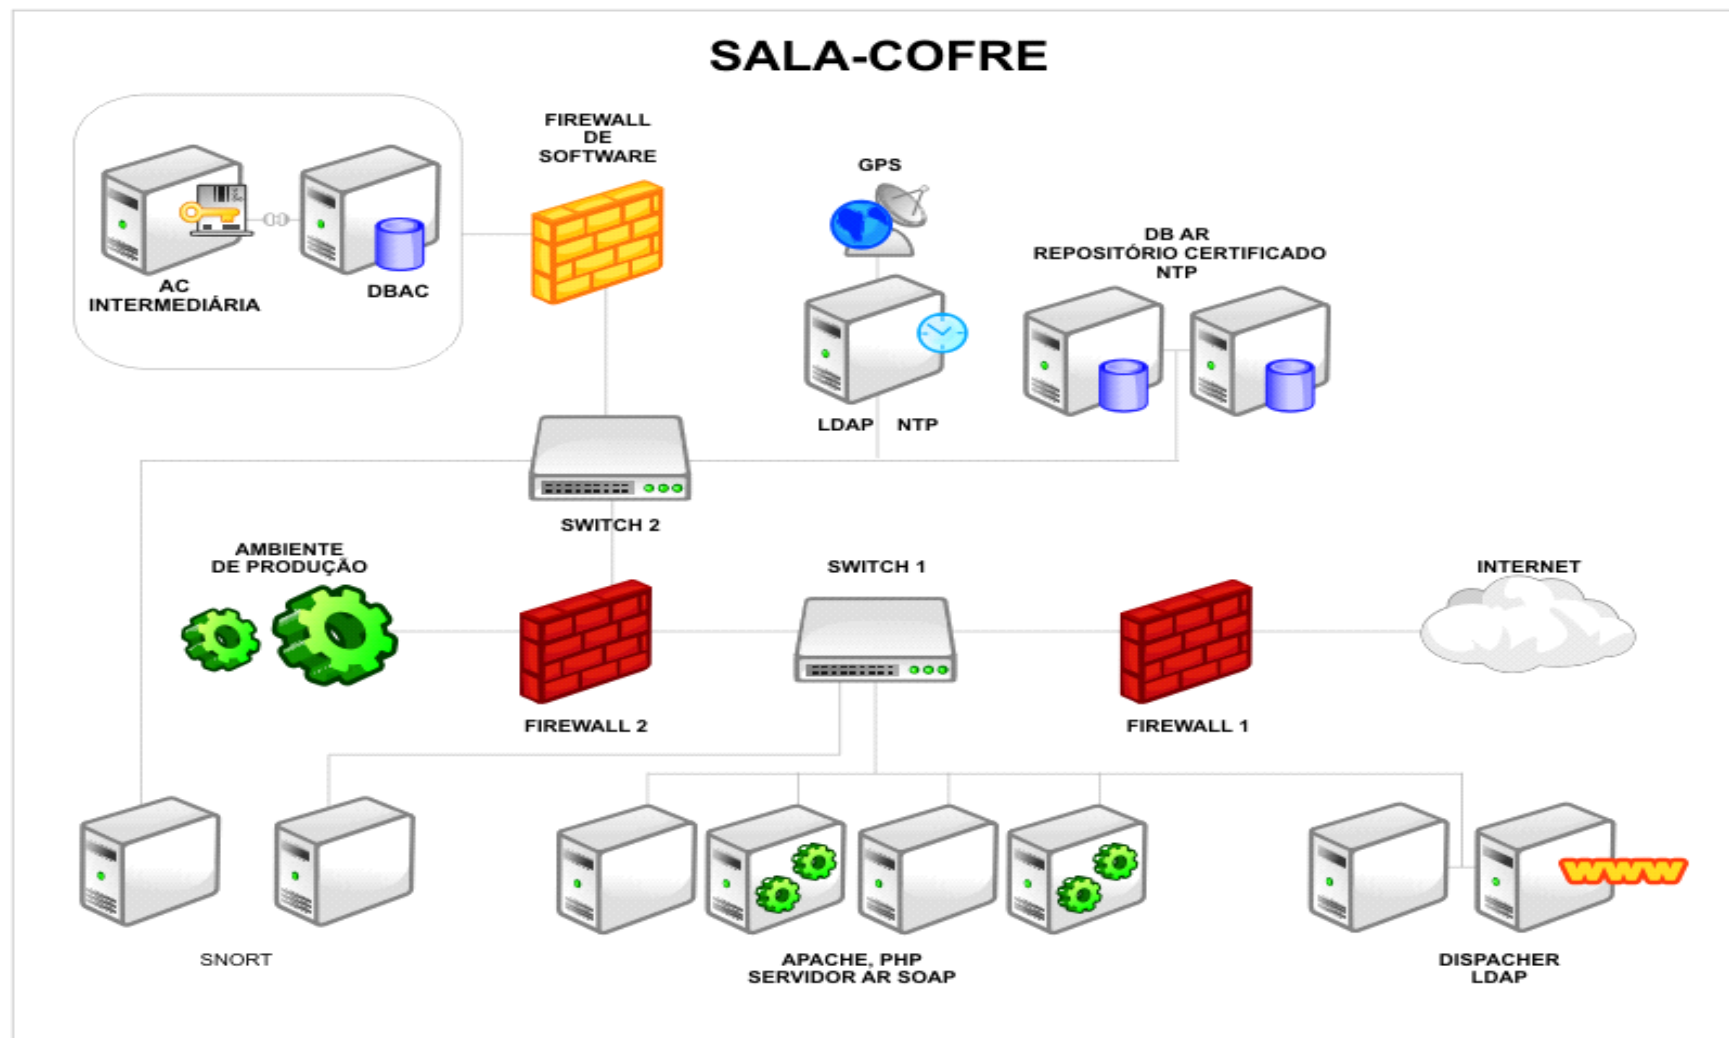 SALA-COFRE
FIREWALL
DE
SOFTWARE
GPS
DB AR
REPOSITÓRIO CERTIFICADO
NTP
AC
INTERMEDIÁRIA
DBAC
LDAP NTP
SWITCH 2
AMBIENTE
DE PRODUÇÃO
SWITCH 1
INTERNET
FIREWALL 2
FIREWALL 1
www
SNORT
APACHE, PHP
SERVIDOR AR SOAP
DISPACHER
LDAP